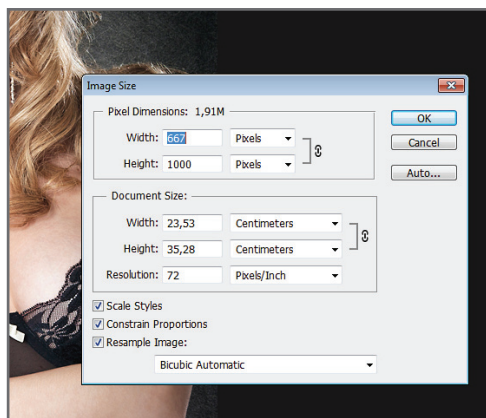 Image Size
Pixel Dimensions: 1,91M
Width: 667 Pixels
Height: 1000 Pixels
OK
Cancel
Auto...
Document Size:
Width: 23,53 Centimeters
Height: 35,28 Centimeters
Resolution: 72 Pixels/Inch
Scale Styles
Constrain Proportions
Resample Image:
Bicubic Automatic